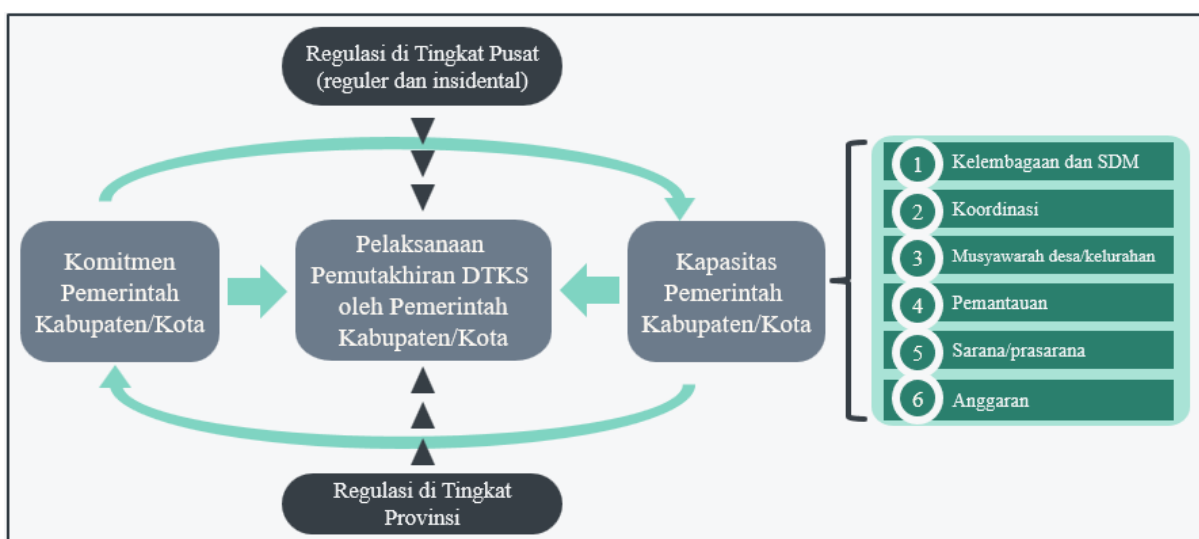 Regulasi di Tingkat Pusat
(reguler dan insidental)
Komitmen
Pemerintah
Kabupaten/Kota
Pelaksanaan
Pemutakhiran DTKS
oleh Pemerintah
Kabupaten/Kota
Kapasitas
Pemerintah
Kabupaten/Kota
1 Kelembagaan dan SDM
2 Koordinasi
3 Musyawarah desa/kelurahan
4 Pemantauan
5 Sarana/prasarana
6 Anggaran
Regulasi di Tingkat
Provinsi